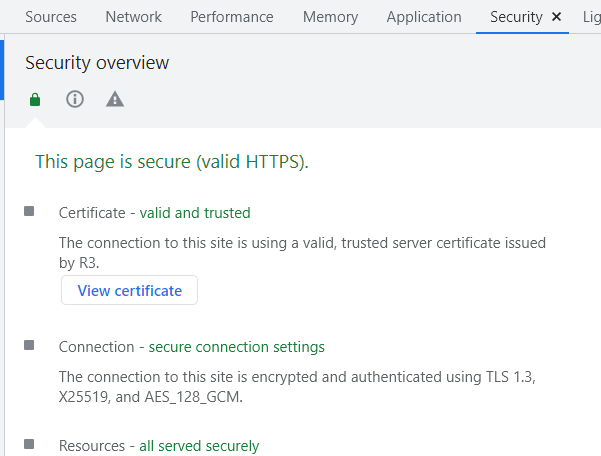 Sources Network Performance Memory Application Security ✕ Lig
Security overview
This page is secure (valid HTTPS).
Certificate - valid and trusted
The connection to this site is using a valid, trusted server certificate issued
by R3.
View certificate
Connection - secure connection settings
The connection to this site is encrypted and authenticated using TLS 1.3,
X25519, and AES_128_GCM.
Resources - all served securely